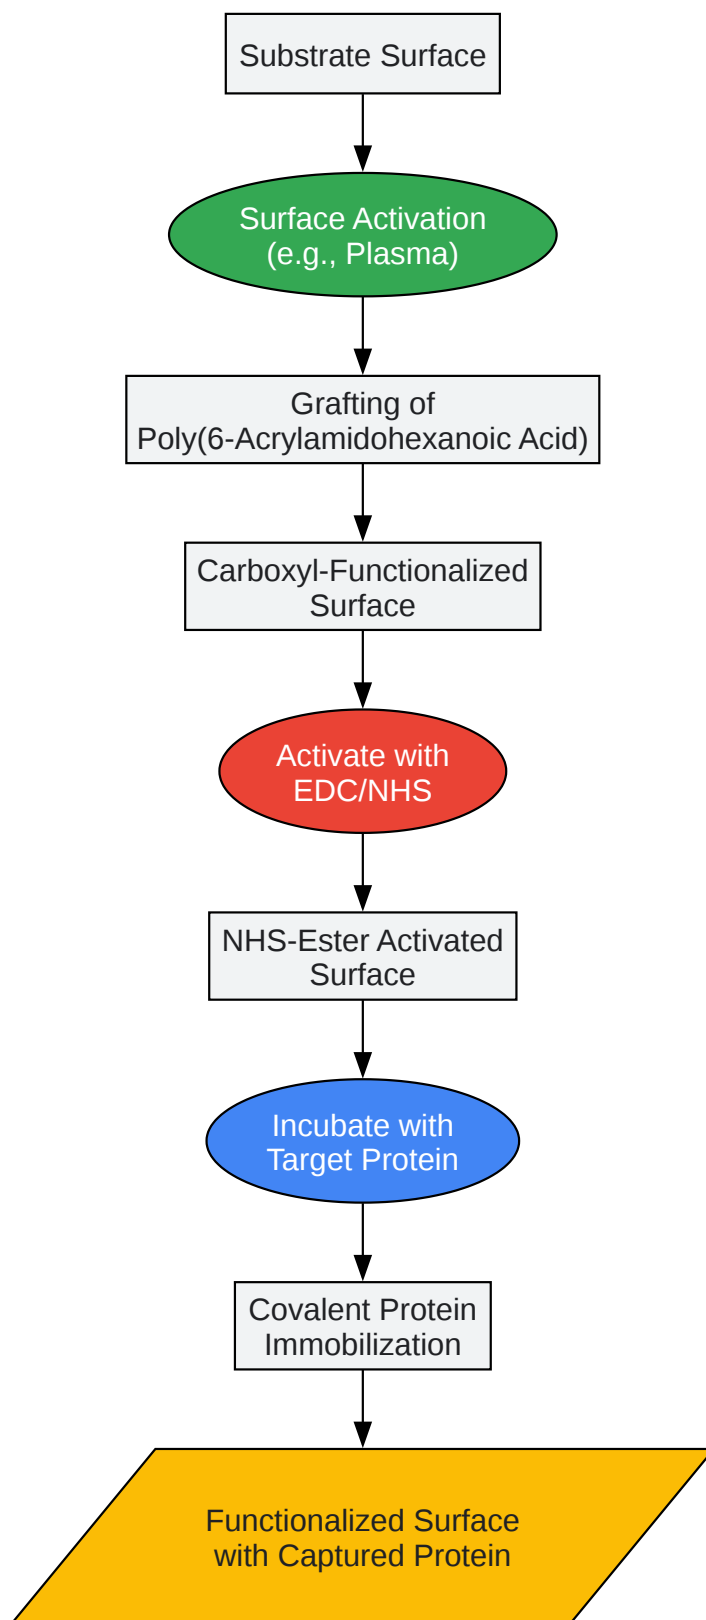 Substrate Surface
Surface Activation
(e.g., Plasma)
Grafting of
Poly(6-Acrylamidohexanoic Acid)
Carboxyl-Functionalized
Surface
Activate with
EDC/NHS
NHS-Ester Activated
Surface
Incubate with
Target Protein
Covalent Protein
Immobilization
Functionalized Surface
with Captured Protein